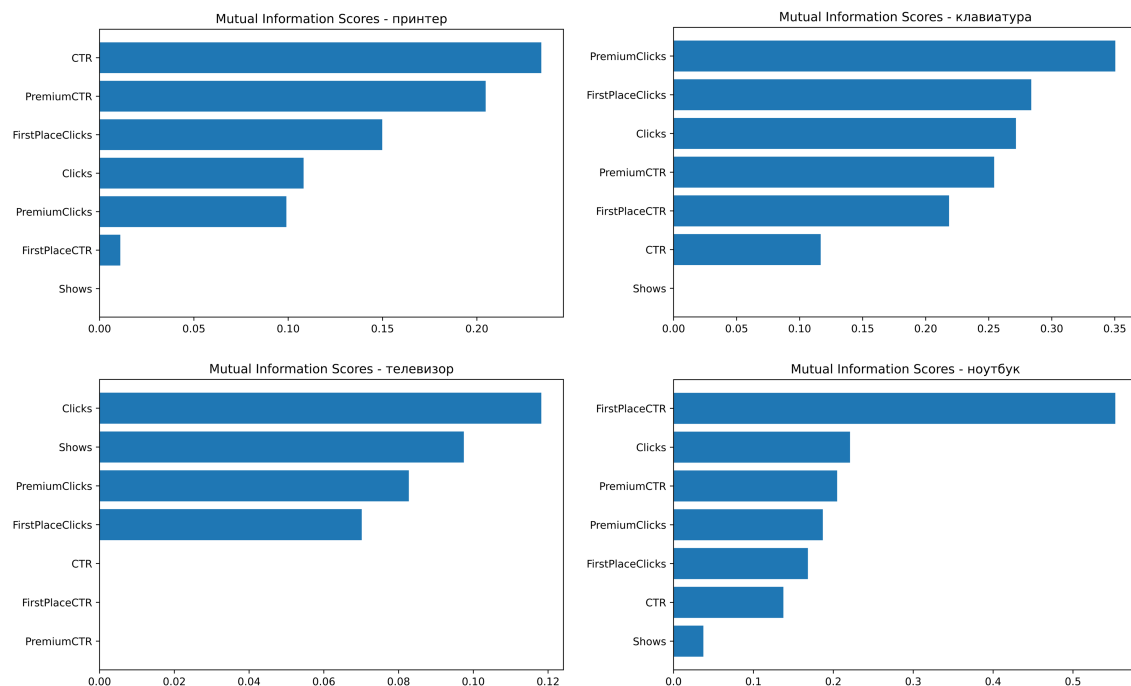 Mutual Information Scores - принтер
CTR
PremiumCTR
FirstPlaceClicks
Clicks
PremiumClicks
FirstPlaceCTR
Shows
0.00 0.05 0.10 0.15 0.20
Mutual Information Scores - клавиатура
PremiumClicks
FirstPlaceClicks
Clicks
PremiumCTR
FirstPlaceCTR
CTR
Shows
0.00 0.05 0.10 0.15 0.20 0.25 0.30 0.35
Mutual Information Scores - телевизор
Clicks
Shows
PremiumClicks
FirstPlaceClicks
CTR
FirstPlaceCTR
PremiumCTR
0.00 0.02 0.04 0.06 0.08 0.10 0.12
Mutual Information Scores - ноутбук
FirstPlaceCTR
Clicks
PremiumCTR
PremiumClicks
FirstPlaceClicks
CTR
Shows
0.0 0.1 0.2 0.3 0.4 0.5